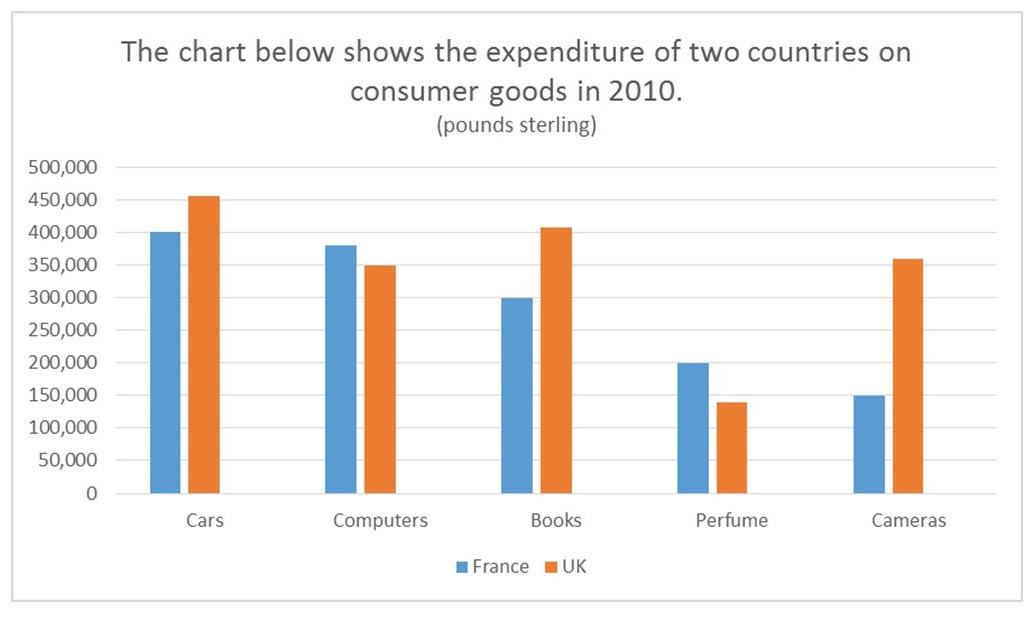 The chart below shows the expenditure of two countries on
consumer goods in 2010.
(pounds sterling)
500,000
450,000
400,000
350,000
300,000
250,000
200,000
150,000
100,000
50,000
0
Cars Computers Books Perfume Cameras
France UK